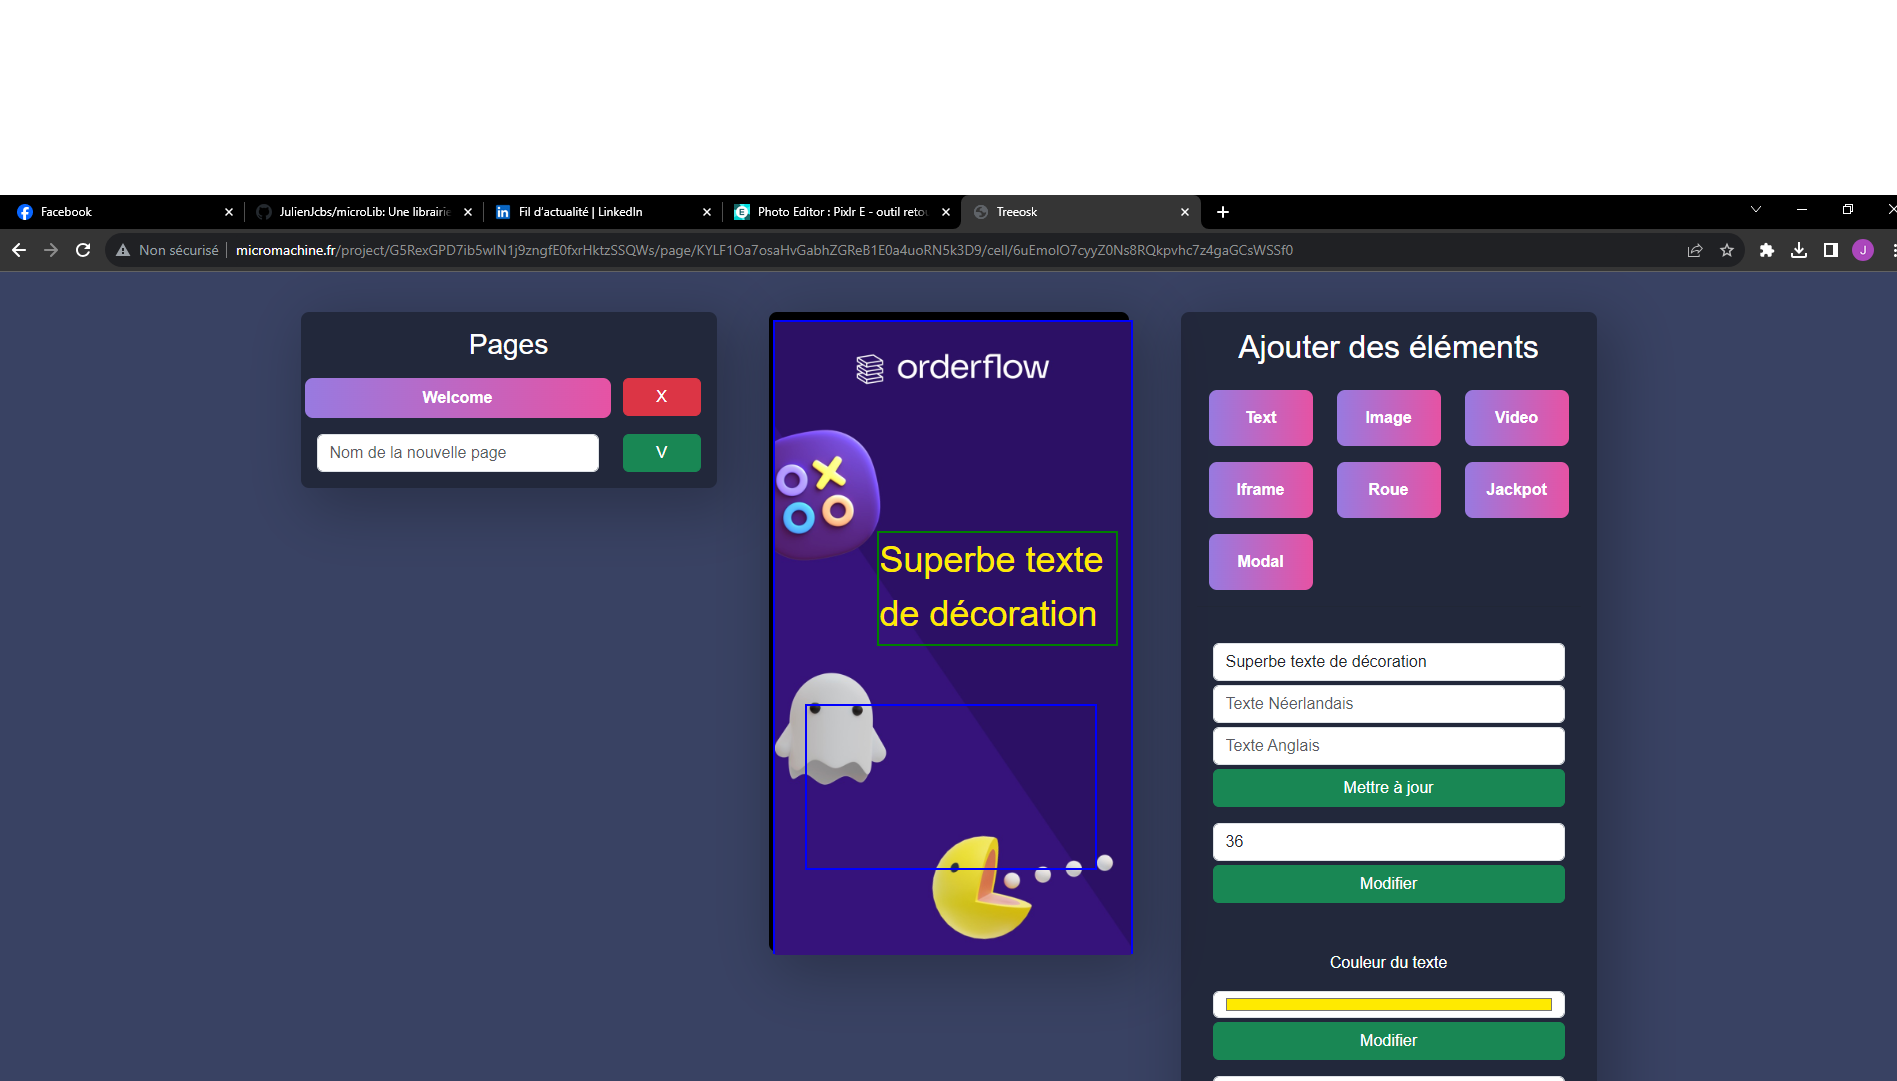 Facebook
JulienJcbs/microLib: Une librairie
Fil d'actualité | LinkedIn
Photo Editor : Pixlr E - outil reto
Treeosk
Non sécurisé
micromachine.fr/project/G5RexGPD7ib5wIN1j9zngfE0fxrHktzSSQWs/page/KYLF1Oa7osaHvGabhZGReB1E0a4uoRN5k3D9/cell/6uEmolO7cyyZ0Ns8RQkpvhc7z4gaGCsWSSf0
J
Pages
Welcome
X
Nom de la nouvelle page
V
orderflow
Superbe texte
de décoration
Ajouter des éléments
Text
Image
Video
Iframe
Roue
Jackpot
Modal
Superbe texte de décoration
Texte Néerlandais
Texte Anglais
Mettre à jour
36
Modifier
Couleur du texte
Modifier